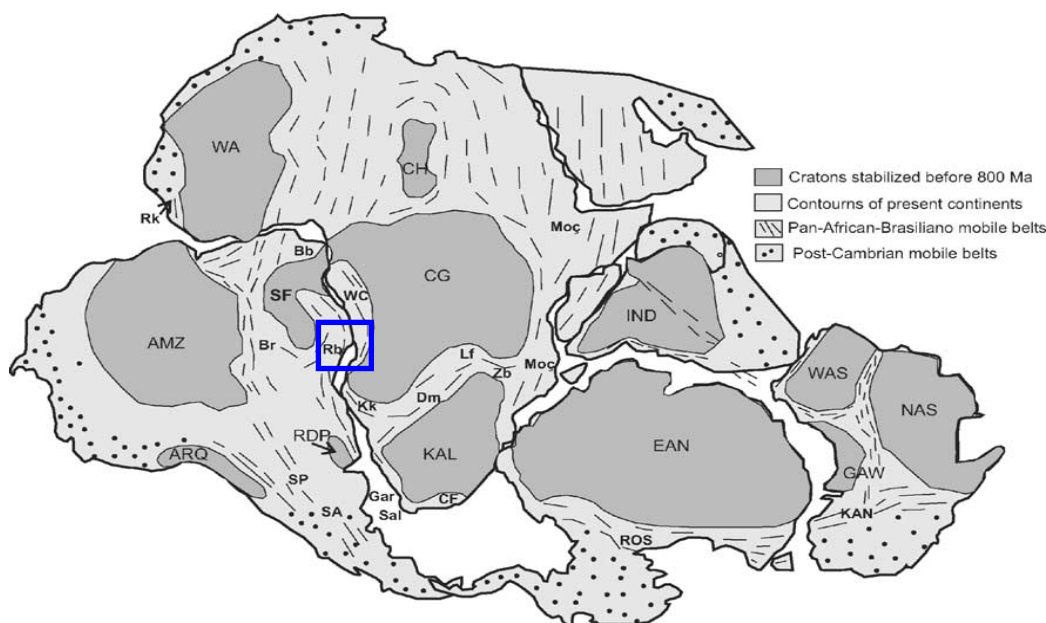 WA
CH
Rk
Moç
Bb
CG
SF
WC
IND
AMZ
Br
Rb
Lf
Moç
Zb
WAS
Kk
Dm
NAS
RDP
KAL
EAN
ARQ
GAW
SP
Gar
CF
SA
Sal
KAN
ROS
Cratons stabilized before 800 Ma
Contourns of present continents
Pan-African-Brasiliano mobile belts
Post-Cambrian mobile belts